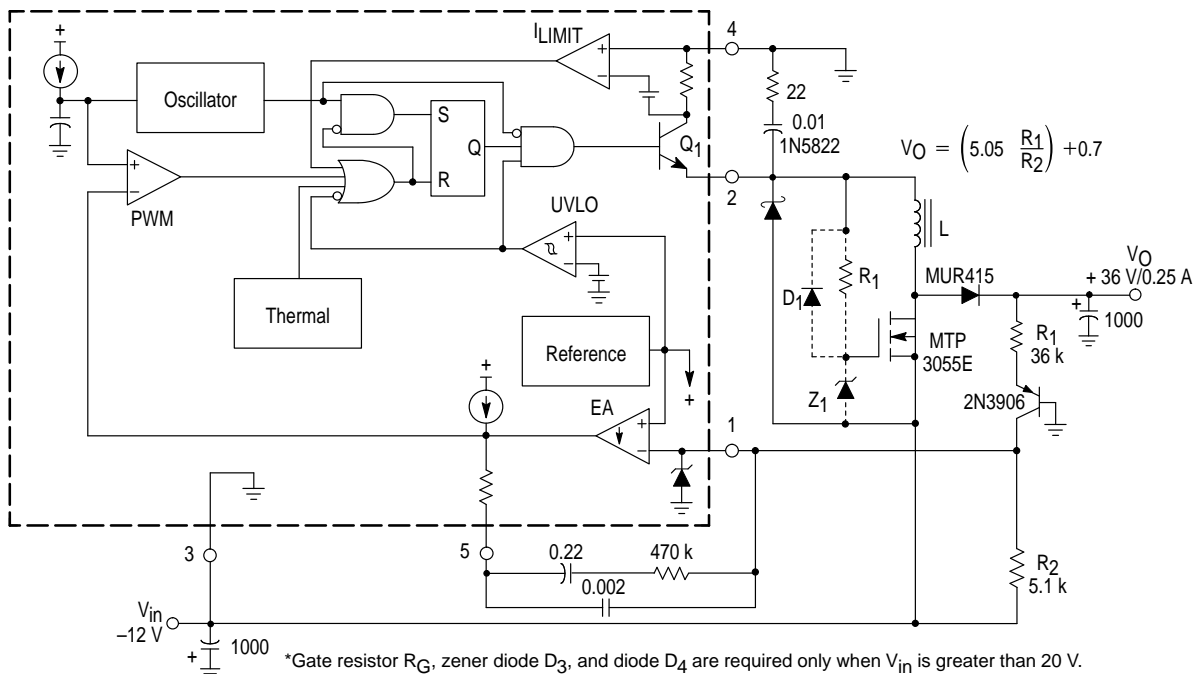 +
I LIMIT
+
–
4
Oscillator
22
0.01
1N5822
S
Q
R
Q1
VO = (5.05 R1/R2) +0.7
+
–
PWM
2
UVLO
+
–
L
Thermal
D1
R1
MUR415
VO
+ 36 V/0.25 A
+
1000
MTP
3055E
R1
36 k
Reference
+
Z1
2N3906
+
EA
+
–
1
3
5
0.22
470 k
0.002
R2
5.1 k
Vin
–12 V
+
1000
*Gate resistor RG, zener diode D3, and diode D4 are required only when Vin is greater than 20 V.